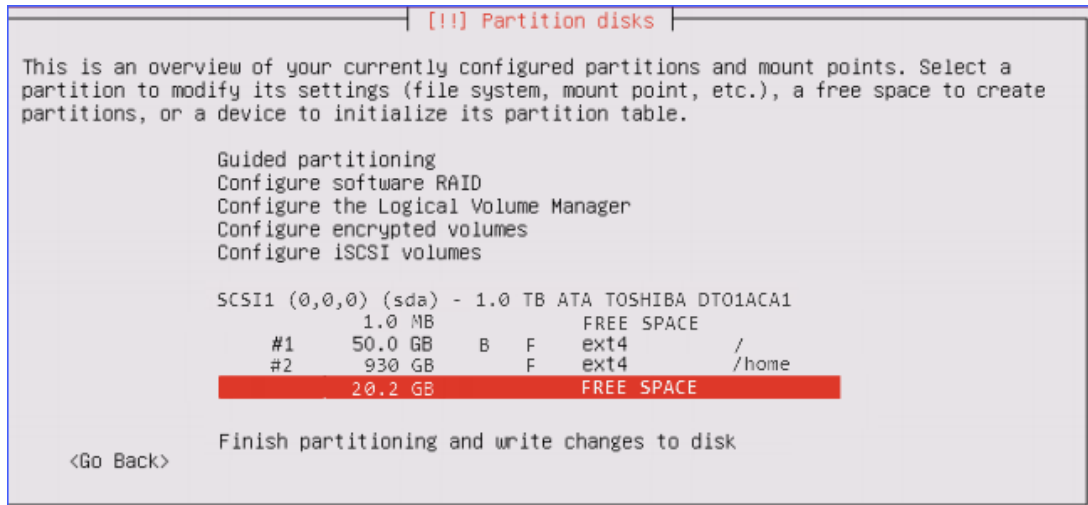 [!!] Partition disks
This is an overview of your currently configured partitions and mount points. Select a
partition to modify its settings (file system, mount point, etc.), a free space to create
partitions, or a device to initialize its partition table.
Guided partitioning
Configure software RAID
Configure the Logical Volume Manager
Configure encrypted volumes
Configure iSCSI volumes
SCSI1 (0,0,0) (sda) - 1.0 TB ATA TOSHIBA DT01ACA1
1.0 MB FREE SPACE
#1 50.0 GB B F ext4 /
#2 930 GB F ext4 /home
20.2 GB FREE SPACE
Finish partitioning and write changes to disk
<Go Back>